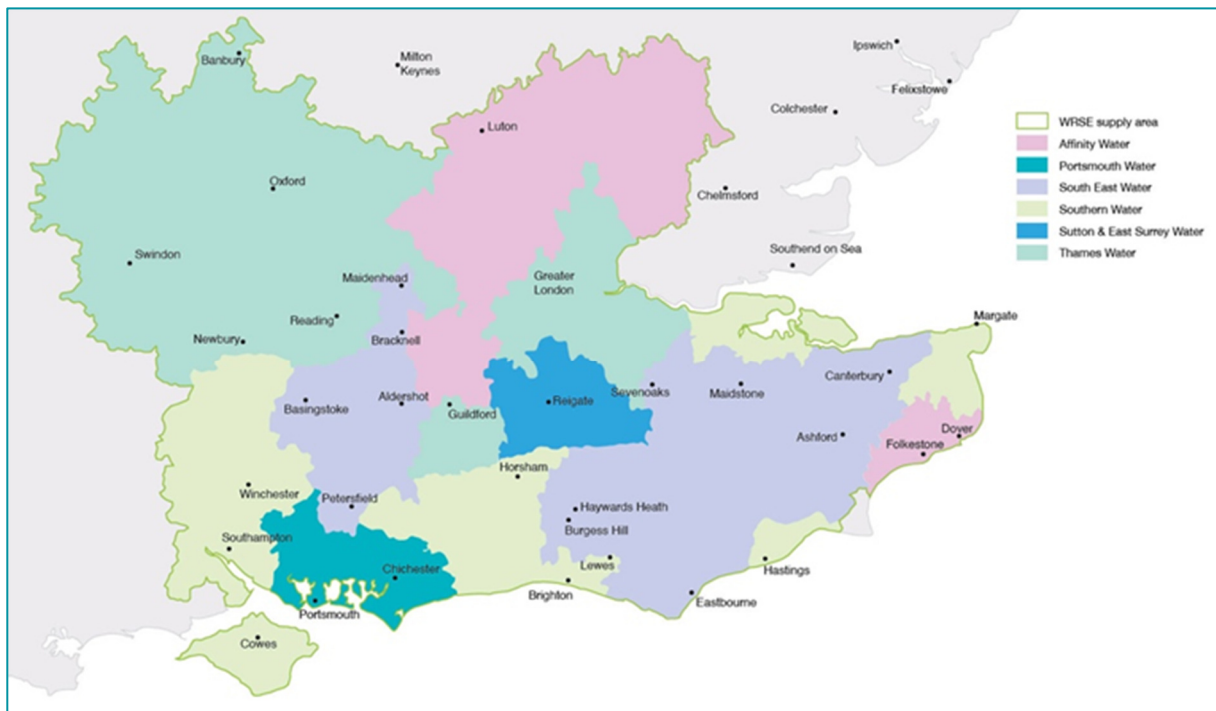 Banbury
Milton
Keynes
Ipswich
Felixstowe
Colchester
Luton
Oxford
Chelmsford
Swindon
Southend on Sea
Maidenhead
Greater
London
Reading
Bracknell
Newbury
Margate
Basingstoke
Aldershot
Guildford
Reigate
Sevenoaks
Maidstone
Canterbury
Ashford
Dover
Folkestone
Horsham
Winchester
Petersfield
Haywards Heath
Burgess Hill
Southampton
Chichester
Lewes
Hastings
Brighton
Eastbourne
Portsmouth
Cowes
WRSE supply area
Affinity Water
Portsmouth Water
South East Water
Southern Water
Sutton & East Surrey Water
Thames Water